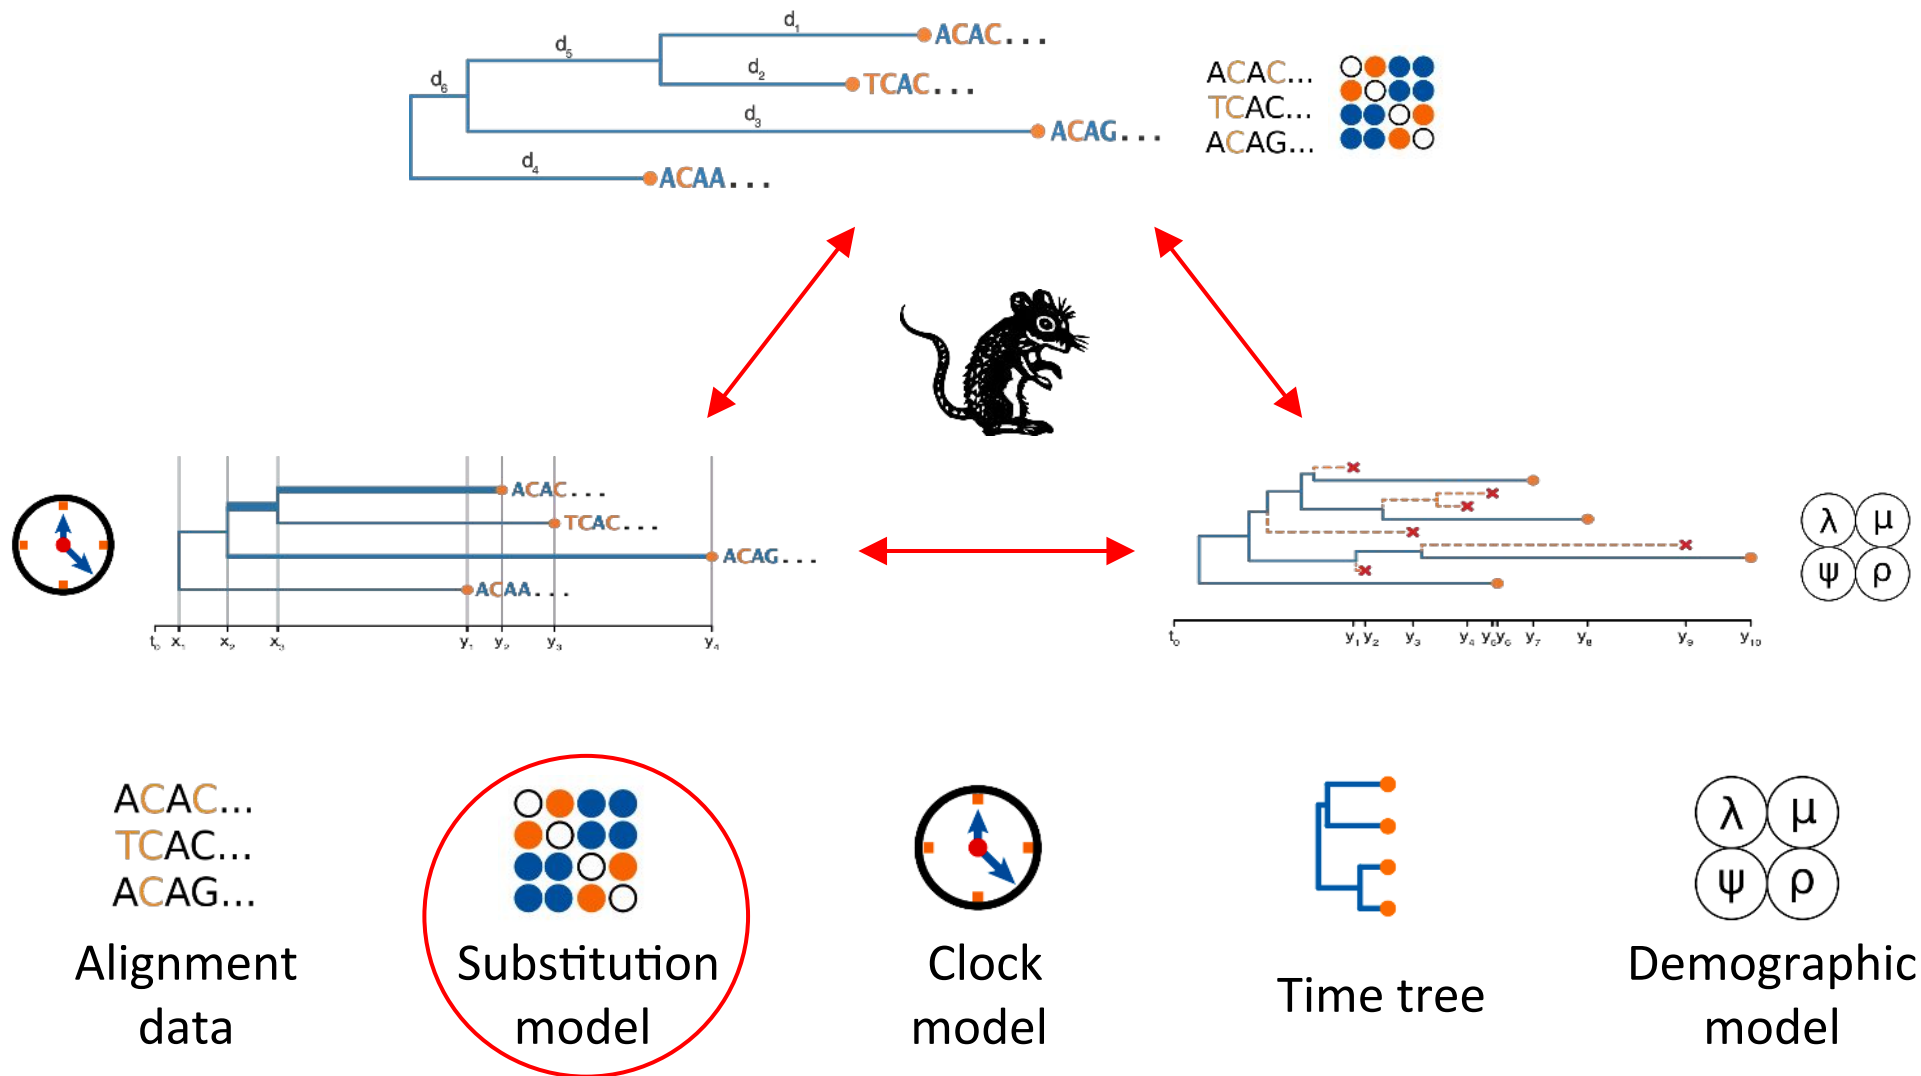 d₁
ACAC...
d₅
d₂
TCAC...
d₆
d₃
ACAG...
d₄
ACAA...
ACAC...
TCAC...
ACAG...
ACAC...
TCAC...
ACAG...
ACAA...
t₀ x₁ x₂ x₃ y₁ y₂ y₃ y₄
λ μ
ψ ρ
t₀ y₁ y₂ y₃ y₄ y₅ y₆ y₇ y₈ y₉ y₁₀
ACAC...
TCAC...
ACAG...
λ μ
ψ ρ
Alignment
data
Substitution
model
Clock
model
Time tree
Demographic
model